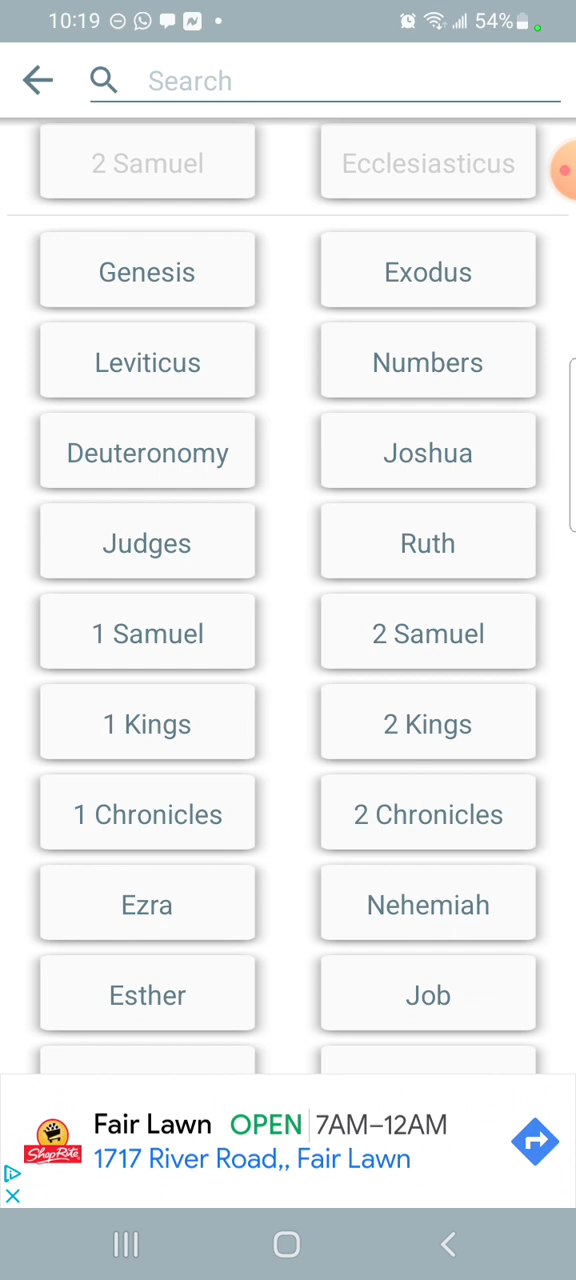 10:19 54%
Search
2 Samuel Ecclesiasticus
Genesis Exodus
Leviticus Numbers
Deuteronomy Joshua
Judges Ruth
1 Samuel 2 Samuel
1 Kings 2 Kings
1 Chronicles 2 Chronicles
Ezra Nehemiah
Esther Job
Fair Lawn OPEN 7AM–12AM
ShopRite 1717 River Road,, Fair Lawn